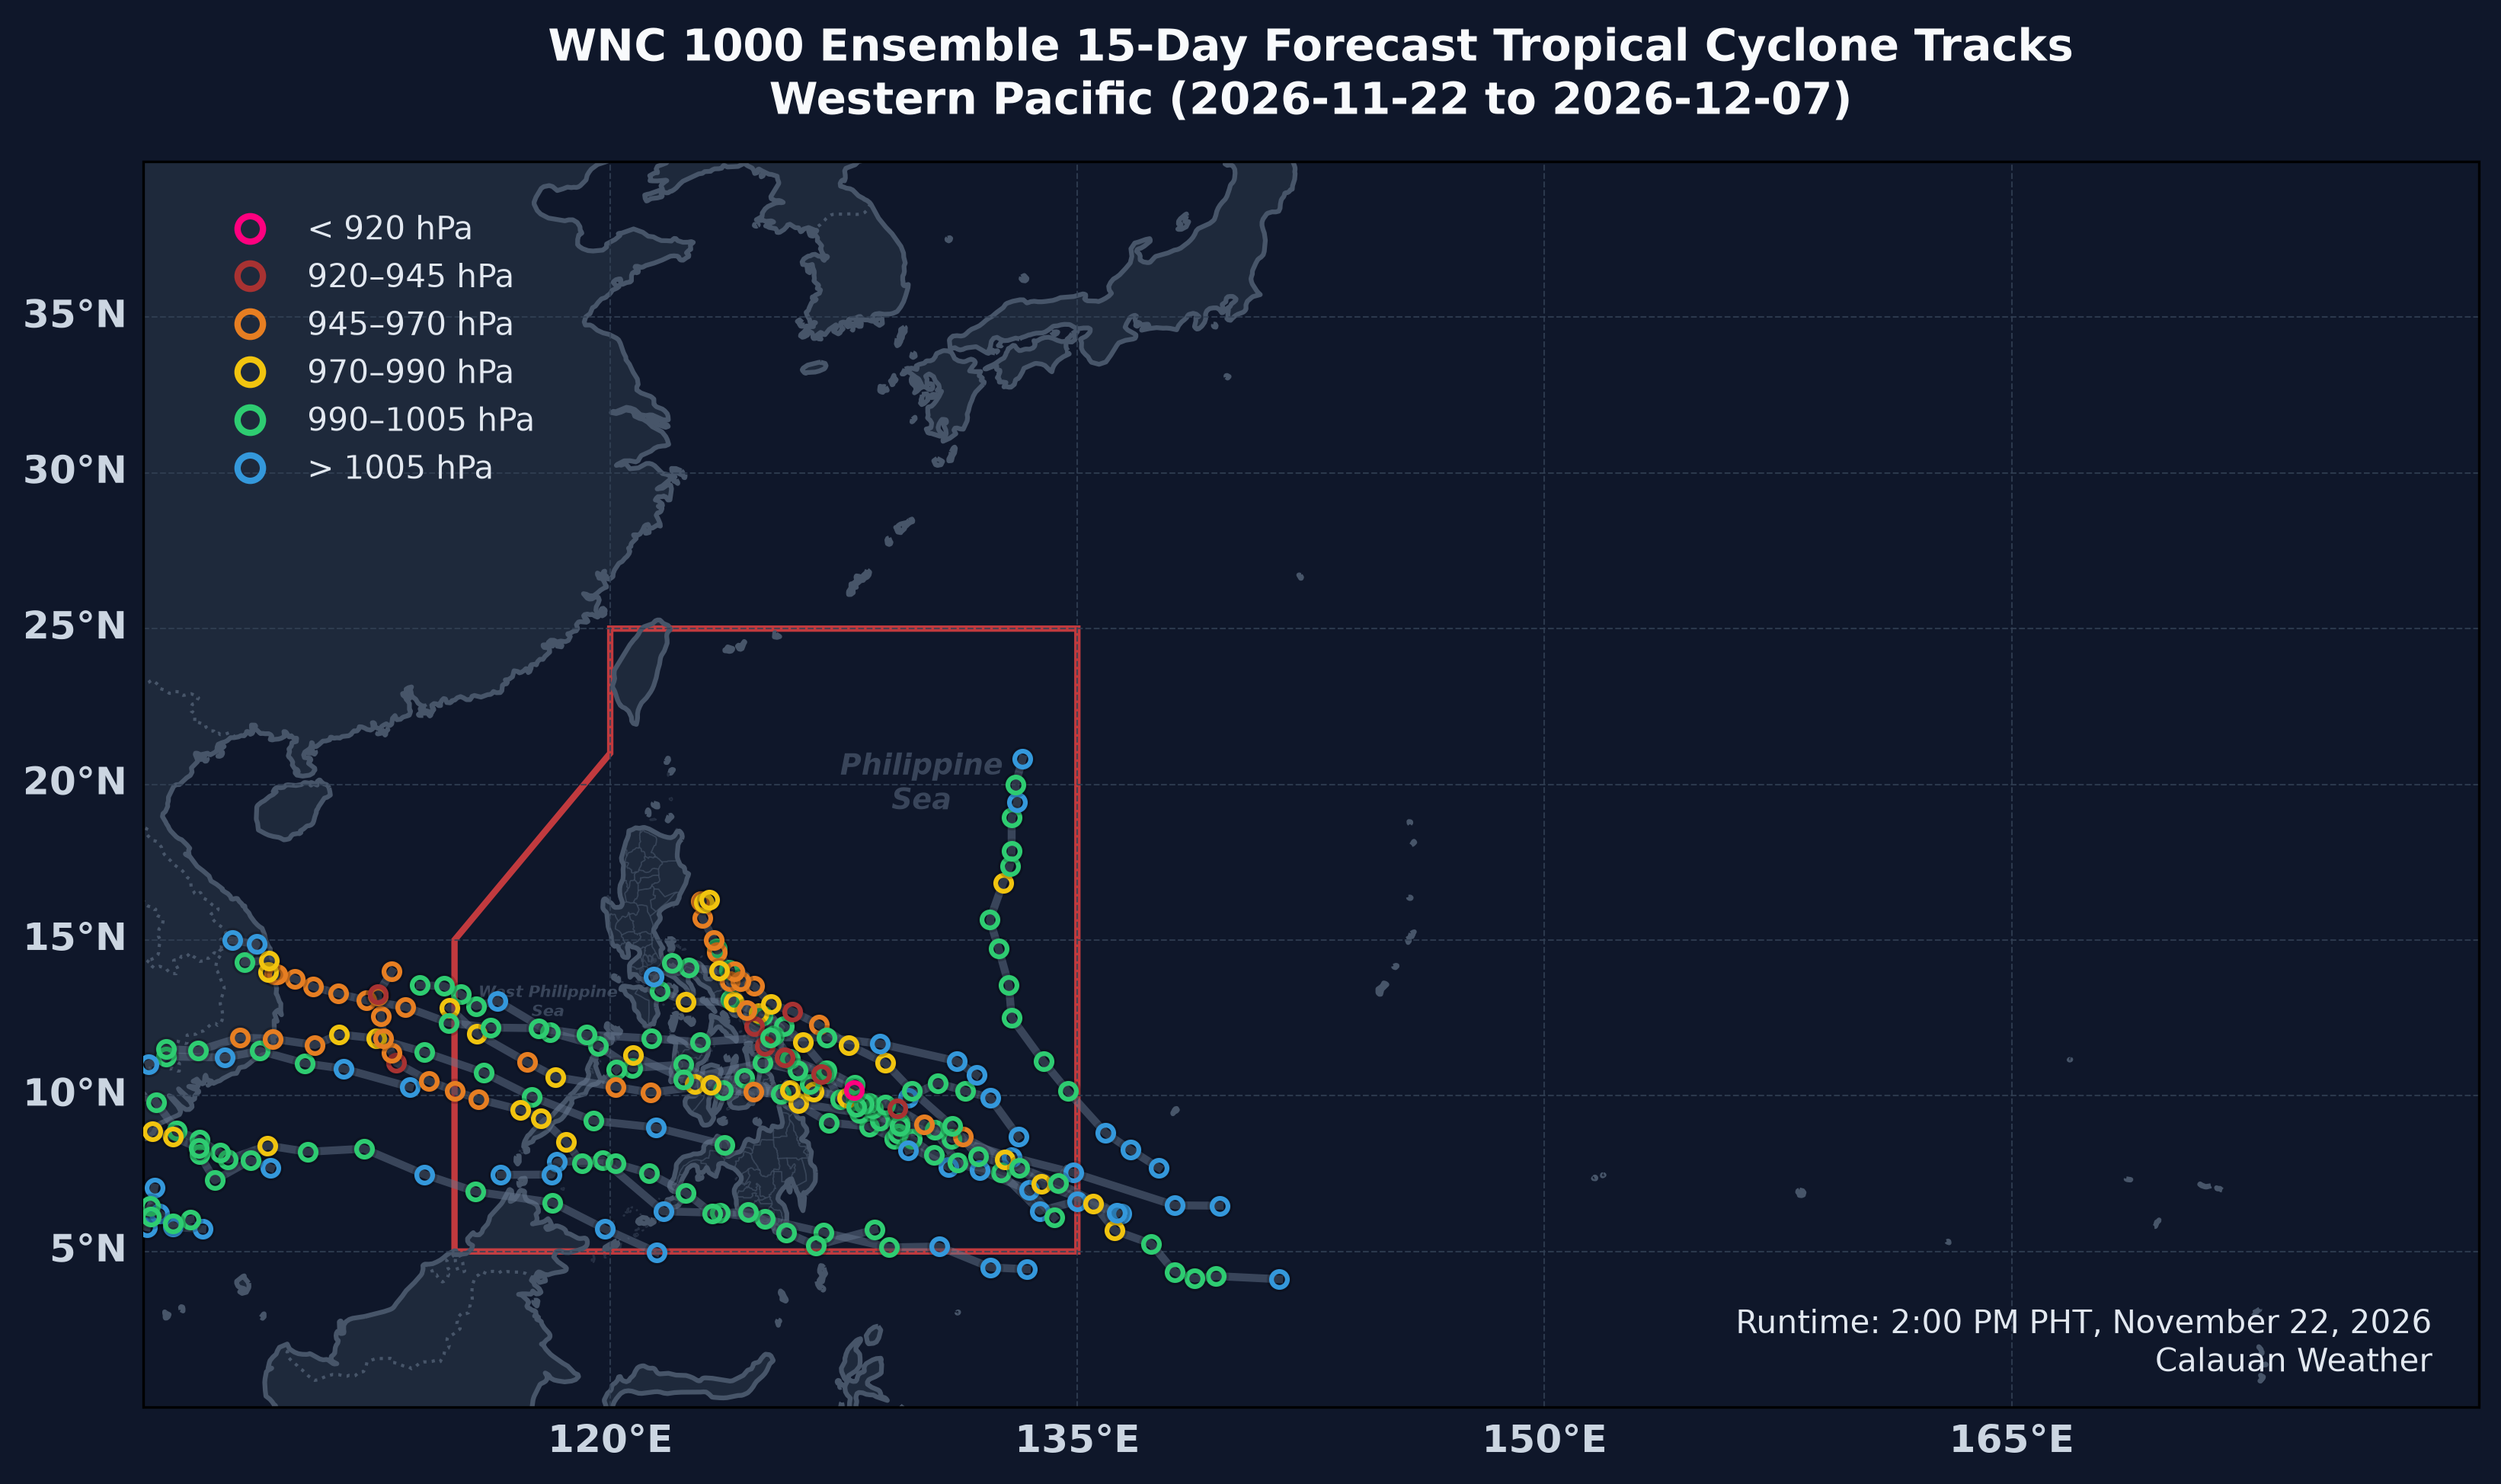 WNC 1000 Ensemble 15-Day Forecast Tropical Cyclone Tracks
Western Pacific (2026-11-22 to 2026-12-07)
< 920 hPa
920–945 hPa
945–970 hPa
970–990 hPa
990–1005 hPa
> 1005 hPa
35°N
30°N
25°N
20°N
15°N
10°N
5°N
Philippine
Sea
West Philippine
Sea
Runtime: 2:00 PM PHT, November 22, 2026
Calauan Weather
120°E
135°E
150°E
165°E